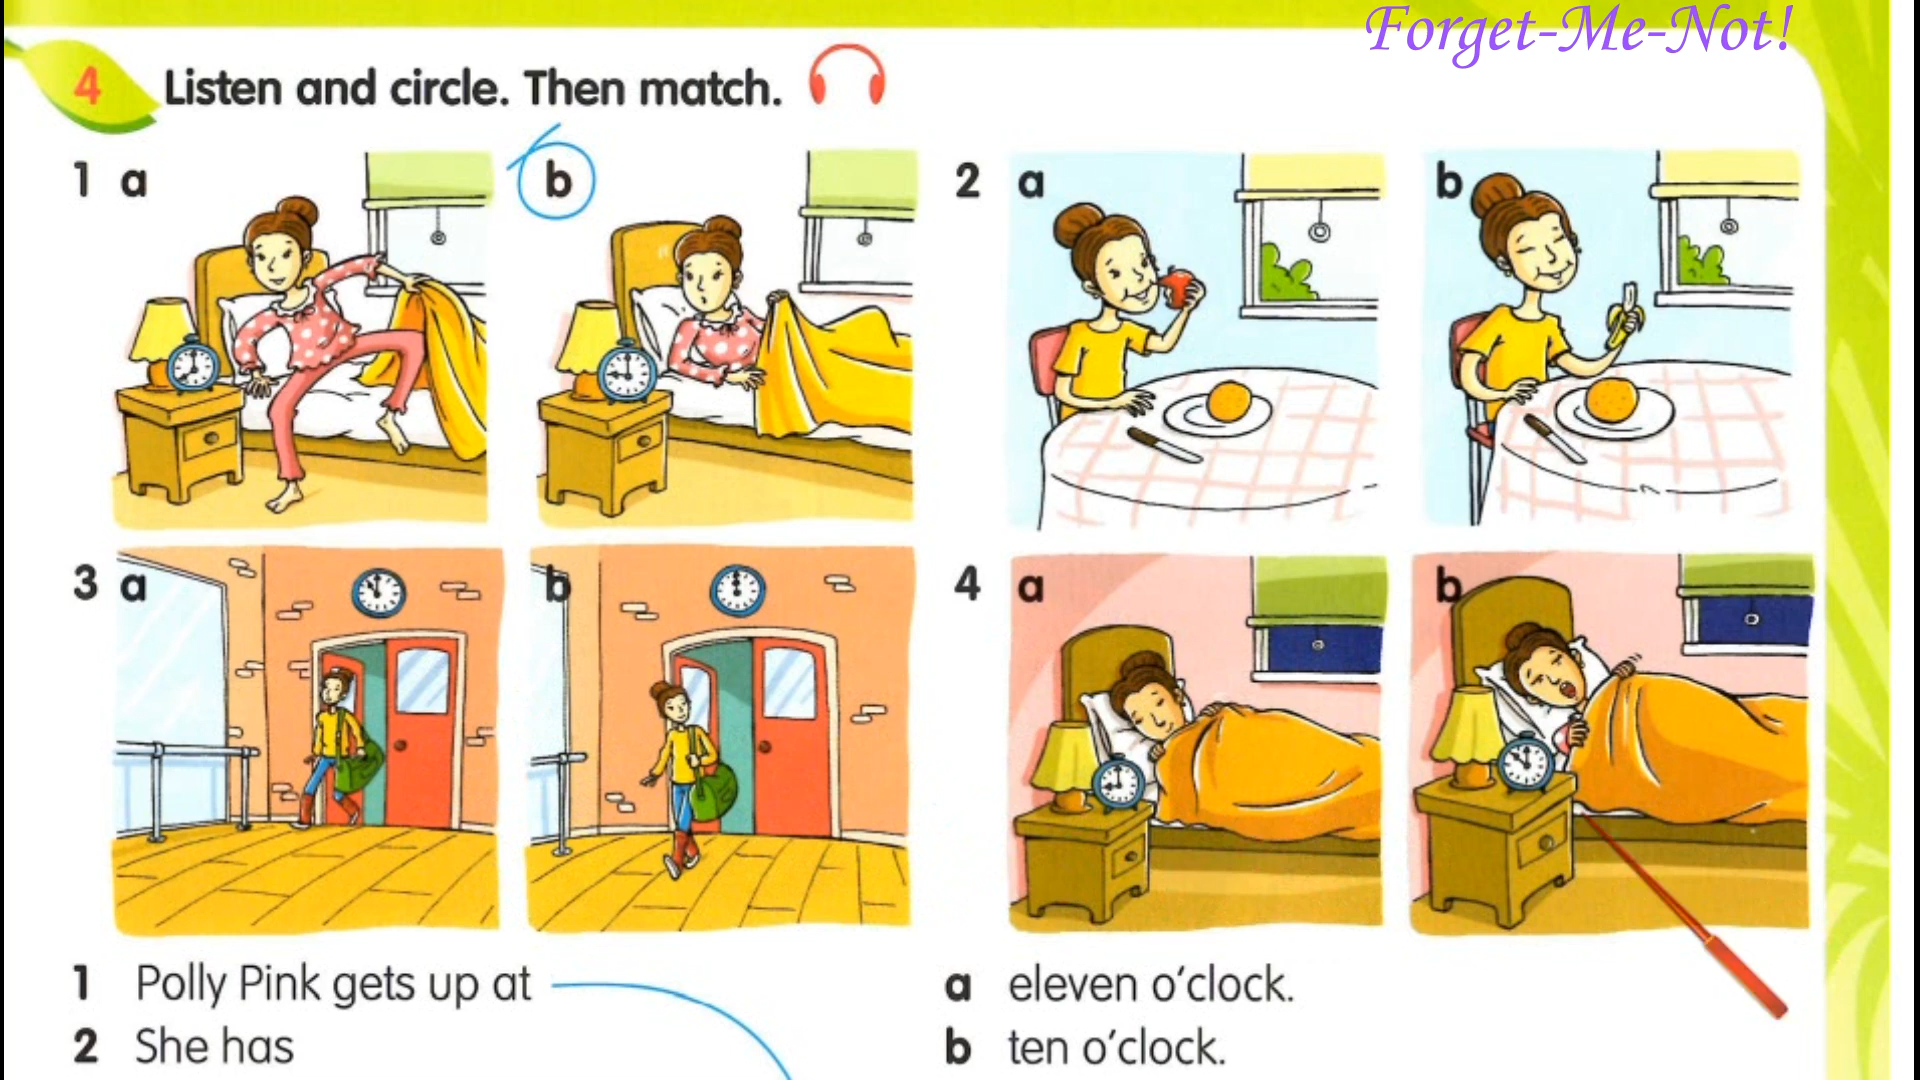 Forget-Me-Not!
4 Listen and circle. Then match.
1 a
b
2 a
b
3 a
b
4 a
b
1 Polly Pink gets up at
2 She has
a eleven o'clock.
b ten o'clock.